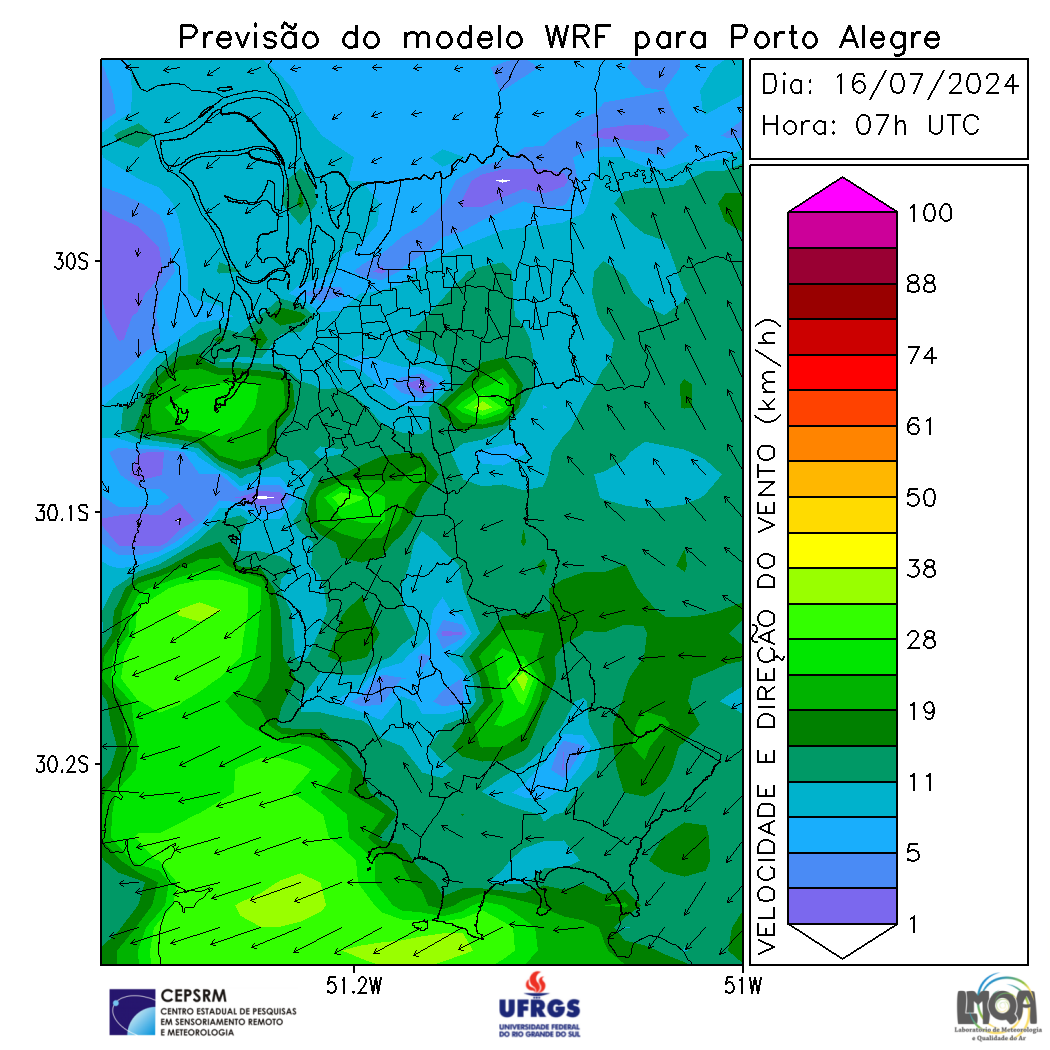 Previsão do modelo WRF para Porto Alegre
Dia: 16/07/2024
Hora: 07h UTC
30S
30.1S
30.2S
51.2W
51W
VELOCIDADE E DIREÇÃO DO VENTO (km/h)
100
88
74
61
50
38
28
19
11
5
1
CEPSRM
CENTRO ESTADUAL DE PESQUISAS
EM SENSORIAMENTO REMOTO
E METEOROLOGIA
UFRGS
UNIVERSIDADE FEDERAL
DO RIO GRANDE DO SUL
LMQA
Laboratório de Meteorologia
e Qualidade do Ar